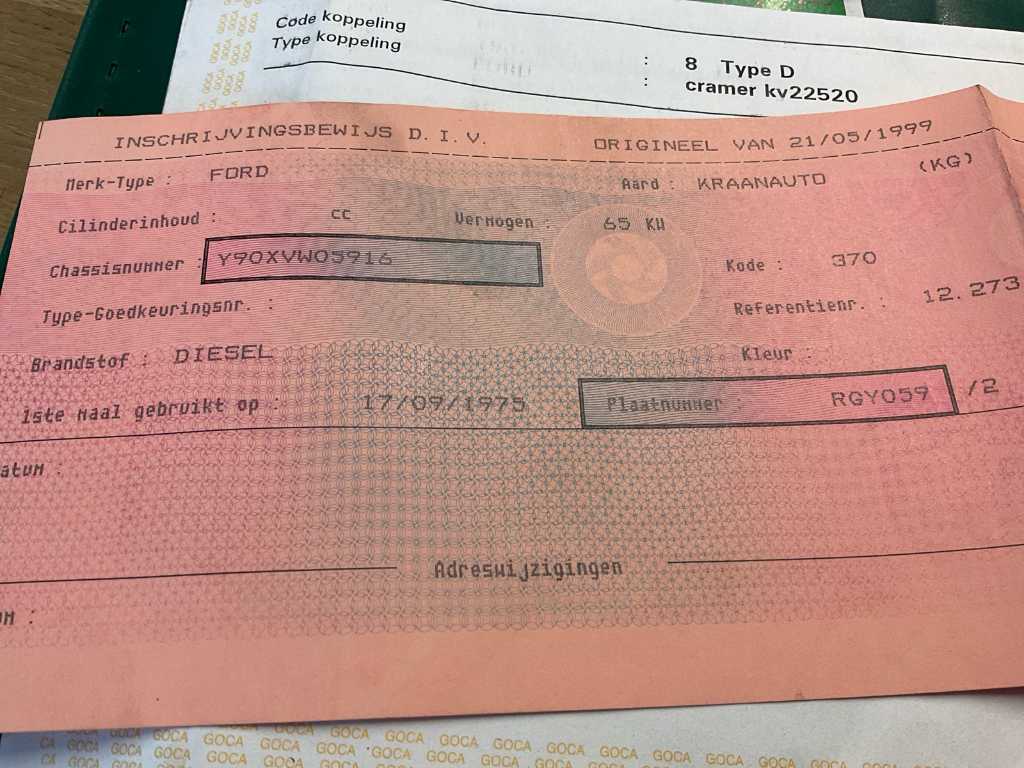 Code koppeling : 8 Type D
Type koppeling : cramer kv22520
INSCHRIJVINGSBEWIJS D.I.V. ORIGINEEL VAN 21/05/1999
Merk-Type : FORD Aard : KRAANAUTO (KG)
Cilinderinhoud : CC Vermogen : 65 KW
Chassisnummer : Y90XVW05916 Kode : 370
Type-Goedkeuringsnr. : Referentienr. : 12.273
Brandstof : DIESEL Kleur :
1ste maal gebruikt op : 17/09/1975 Plaatnummer : RGY059 /2
atum :
Adreswijzigingen
um :
GOCA GOCA GOCA GOCA GOCA GOCA GOCA GOCA GOCA